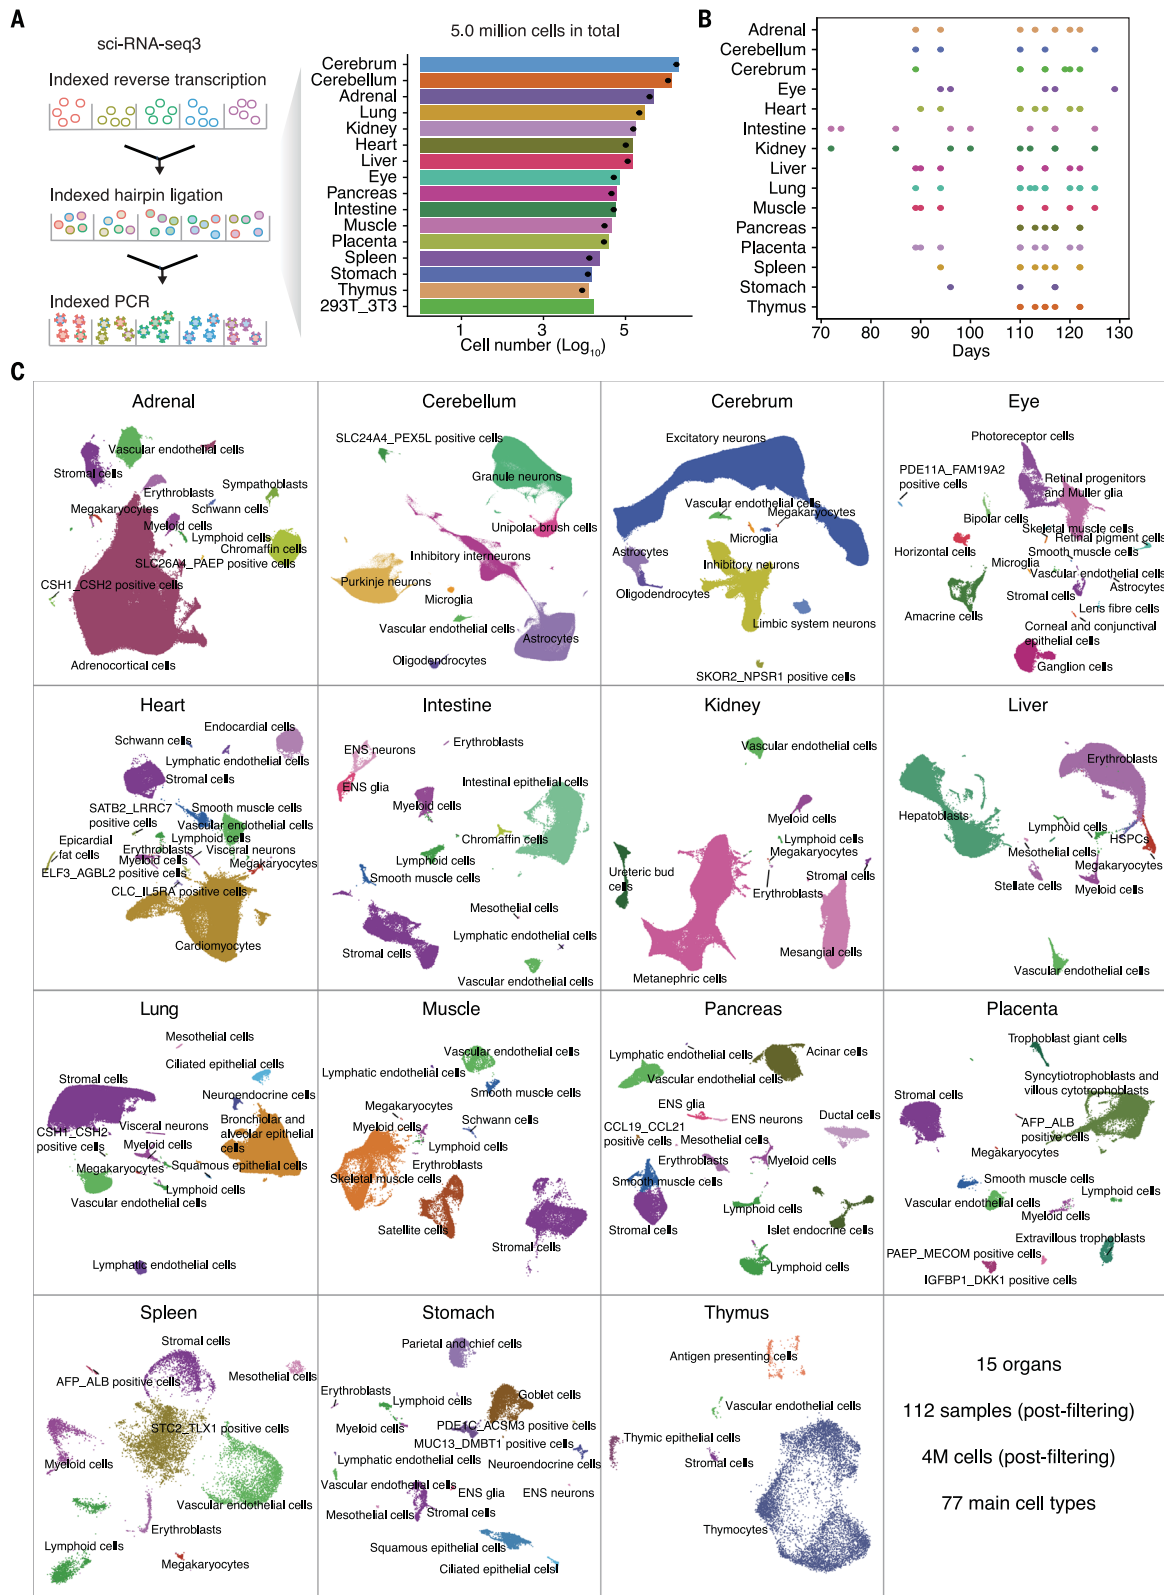 A
sci-RNA-seq3
Indexed reverse transcription
Indexed hairpin ligation
Indexed PCR
5.0 million cells in total
Cerebrum
Cerebellum
Adrenal
Lung
Kidney
Heart
Liver
Eye
Pancreas
Intestine
Muscle
Placenta
Spleen
Stomach
Thymus
293T_3T3
1 3 5
Cell number (Log10)
B
Adrenal
Cerebellum
Cerebrum
Eye
Heart
Intestine
Kidney
Liver
Lung
Muscle
Pancreas
Placenta
Spleen
Stomach
Thymus
70 80 90 100 110 120 130
Days
C
Adrenal
Vascular endothelial cells
Stromal cells
Erythroblasts
Sympathoblasts
Megakaryocytes
Schwann cells
Myeloid cells
Lymphoid cells
Chromaffin cells
SLC26A4_PAEP positive cells
CSH1_CSH2 positive cells
Adrenocortical cells
Cerebellum
SLC24A4_PEX5L positive cells
Granule neurons
Unipolar brush cells
Inhibitory interneurons
Purkinje neurons
Microglia
Vascular endothelial cells
Astrocytes
Oligodendrocytes
Cerebrum
Excitatory neurons
Vascular endothelial cells
Megakaryocytes
Microglia
Astrocytes
Inhibitory neurons
Oligodendrocytes
Limbic system neurons
SKOR2_NPSR1 positive cells
Eye
Photoreceptor cells
PDE11A_FAM19A2
positive cells
Retinal progenitors
and Muller glia
Bipolar cells
Skeletal muscle cells
Retinal pigment cells
Horizontal cells
Smooth muscle cells
Microglia
Vascular endothelial cells
Astrocytes
Stromal cells
Amacrine cells
Lens fibre cells
Corneal and conjunctival
epithelial cells
Ganglion cells
Heart
Endocardial cells
Schwann cells
Lymphatic endothelial cells
Stromal cells
SATB2_LRRC7
positive cells
Smooth muscle cells
Vascular endothelial cells
Epicardial
fat cells
Lymphoid cells
Erythroblasts
Visceral neurons
Myeloid cells
Megakaryocytes
ELF3_AGBL2 positive cells
CLC_IL5RA positive cells
Cardiomyocytes
Intestine
ENS neurons
Erythroblasts
ENS glia
Intestinal epithelial cells
Myeloid cells
Chromaffin cells
Lymphoid cells
Smooth muscle cells
Mesothelial cells
Lymphatic endothelial cells
Stromal cells
Vascular endothelial cells
Kidney
Vascular endothelial cells
Myeloid cells
Lymphoid cells
Megakaryocytes
Ureteric bud
cells
Stromal cells
Erythroblasts
Mesangial cells
Metanephric cells
Liver
Erythroblasts
Hepatoblasts
Lymphoid cells
HSPCs
Mesothelial cells
Megakaryocytes
Stellate cells
Myeloid cells
Vascular endothelial cells
Lung
Mesothelial cells
Ciliated epithelial cells
Stromal cells
Neuroendocrine cells
Bronchiolar and
alveolar epithelial
cells
Visceral neurons
CSH1_CSH2
positive cells
Myeloid cells
Megakaryocytes
Squamous epithelial cells
Lymphoid cells
Vascular endothelial cells
Lymphatic endothelial cells
Muscle
Vascular endothelial cells
Lymphatic endothelial cells
Smooth muscle cells
Megakaryocytes
Myeloid cells
Schwann cells
Lymphoid cells
Erythroblasts
Skeletal muscle cells
Satellite cells
Stromal cells
Pancreas
Lymphatic endothelial cells
Acinar cells
Vascular endothelial cells
ENS glia
ENS neurons
Ductal cells
CCL19_CCL21
positive cells
Mesothelial cells
Erythroblasts
Myeloid cells
Smooth muscle cells
Lymphoid cells
Stromal cells
Islet endocrine cells
Lymphoid cells
Placenta
Trophoblast giant cells
Syncytiotrophoblasts and
villous cytotrophoblasts
Stromal cells
AFP_ALB
positive cells
Megakaryocytes
Smooth muscle cells
Vascular endothelial cells
Lymphoid cells
Myeloid cells
Extravillous trophoblasts
PAEP_MECOM positive cells
IGFBP1_DKK1 positive cells
Spleen
Stromal cells
AFP_ALB positive cells
Mesothelial cells
STC2_TLX1 positive cells
Myeloid cells
Vascular endothelial cells
Erythroblasts
Lymphoid cells
Megakaryocytes
Stomach
Parietal and chief cells
Erythroblasts
Lymphoid cells
Goblet cells
Myeloid cells
PDE1C_ACSM3 positive cells
MUC13_DMBT1 positive cells
Lymphatic endothelial cells
Neuroendocrine cells
Vascular endothelial cells
ENS glia
ENS neurons
Mesothelial cells
Stromal cells
Squamous epithelial cells
Ciliated epithelial cells
Thymus
Antigen presenting cells
Vascular endothelial cells
Thymic epithelial cells
Stromal cells
Thymocytes
15 organs
112 samples (post-filtering)
4M cells (post-filtering)
77 main cell types